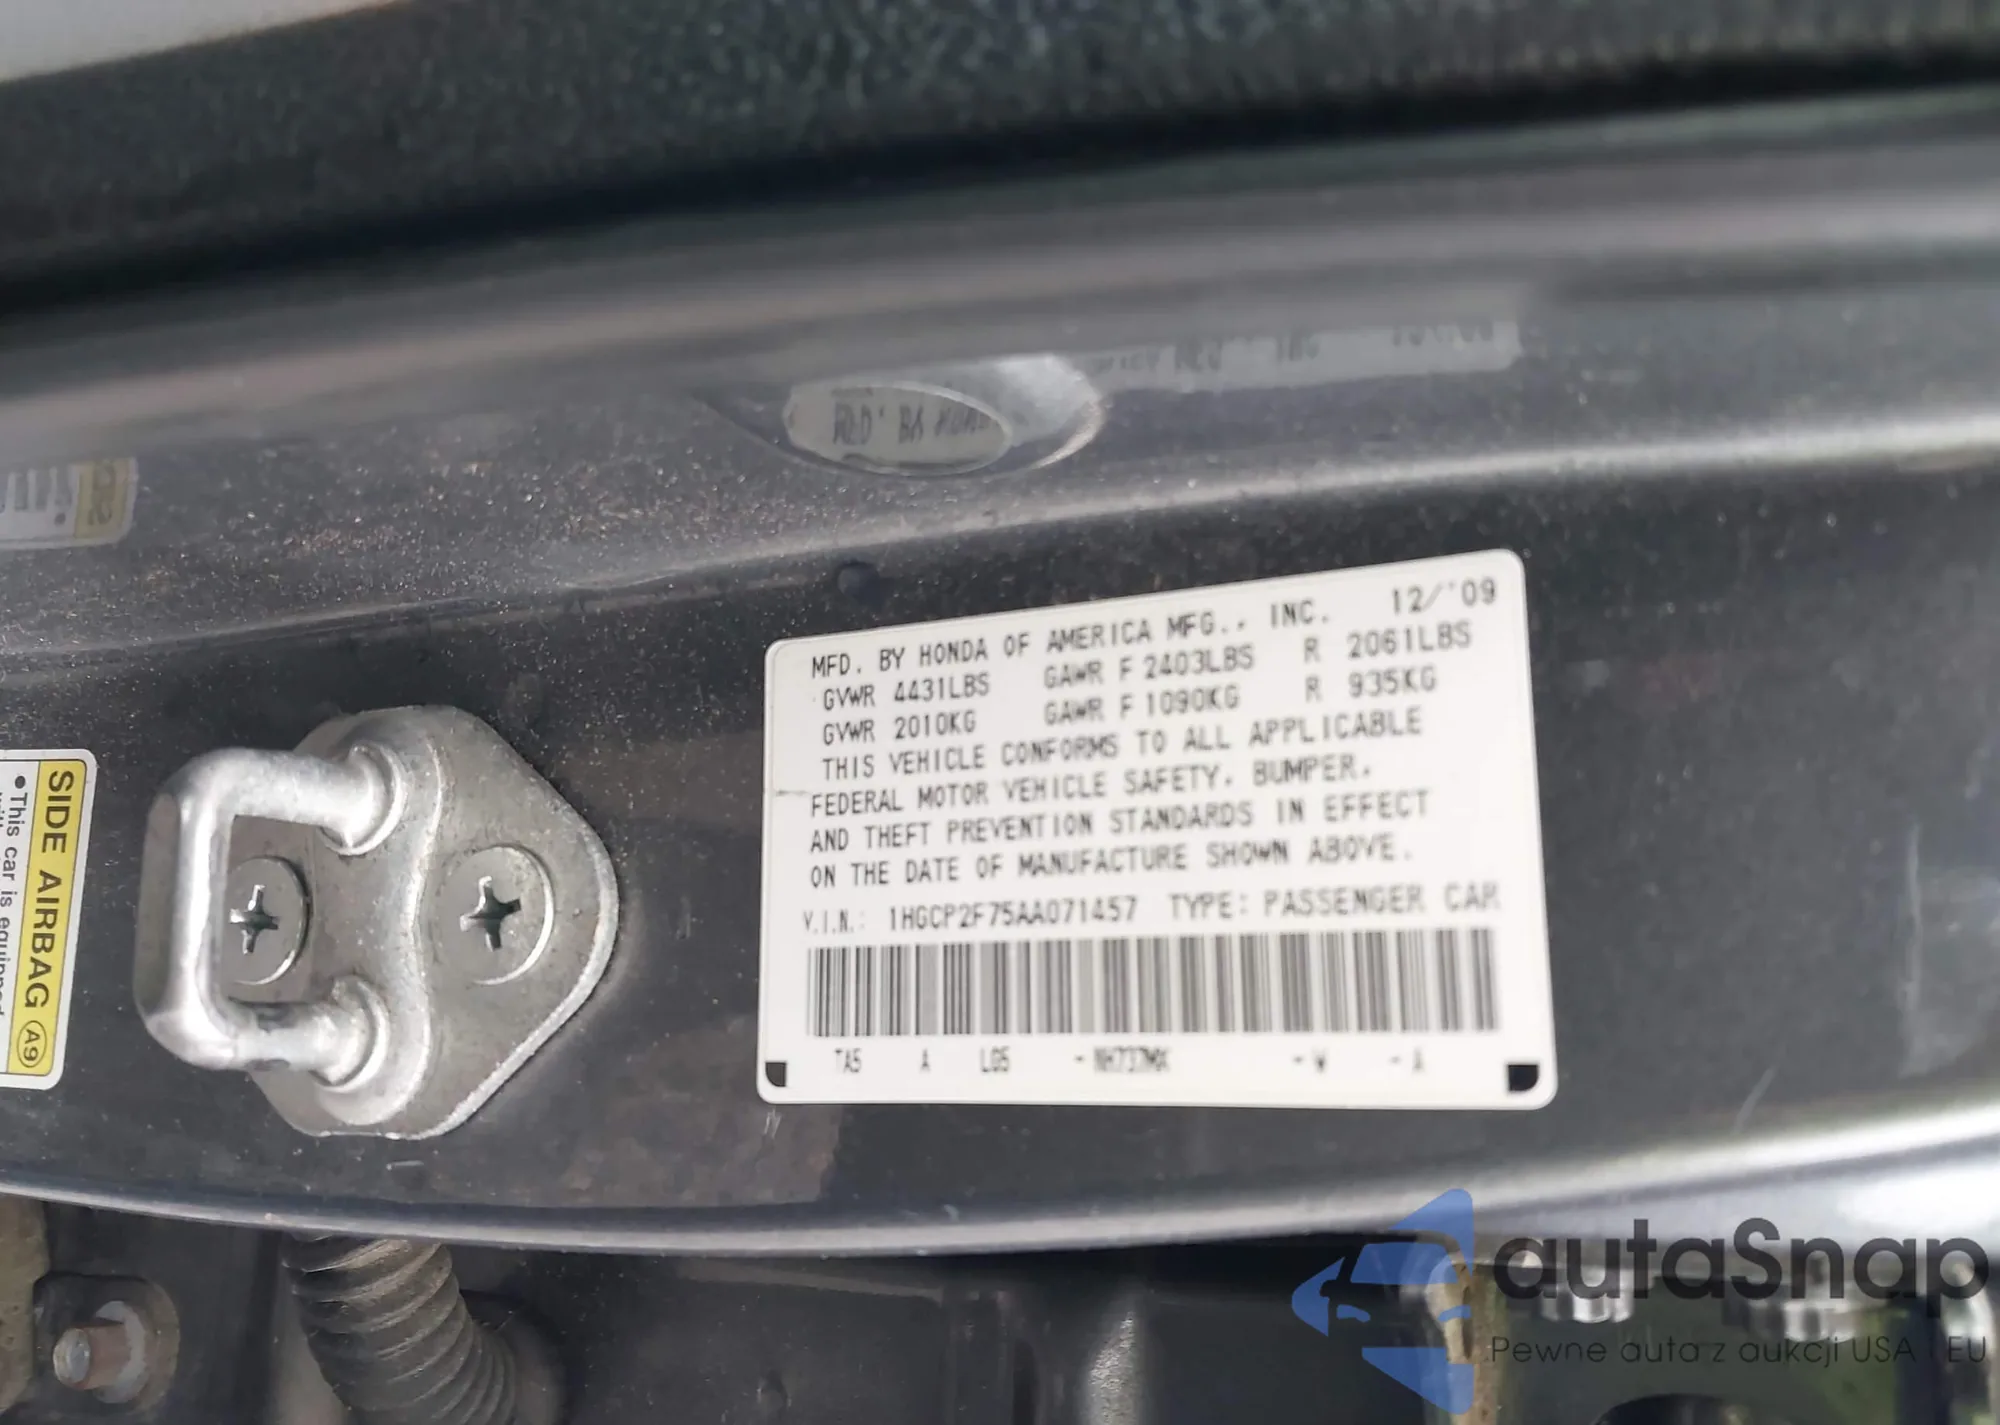 MFD. BY HONDA OF AMERICA MFG., INC. 12/'09
GVWR 4431LBS GAWR F 2403LBS R 2061LBS
GVWR 2010KG GAWR F 1090KG R 935KG
THIS VEHICLE CONFORMS TO ALL APPLICABLE
FEDERAL MOTOR VEHICLE SAFETY, BUMPER,
AND THEFT PREVENTION STANDARDS IN EFFECT
ON THE DATE OF MANUFACTURE SHOWN ABOVE.
V.I.N.: 1HGCP2F75AA071457 TYPE: PASSENGER CAR
TA5 A LG5 -NH737MX -W -A
SIDE AIRBAG A9
•This car is equipped
autaSnap
Pewne auta z aukcji USA i EU